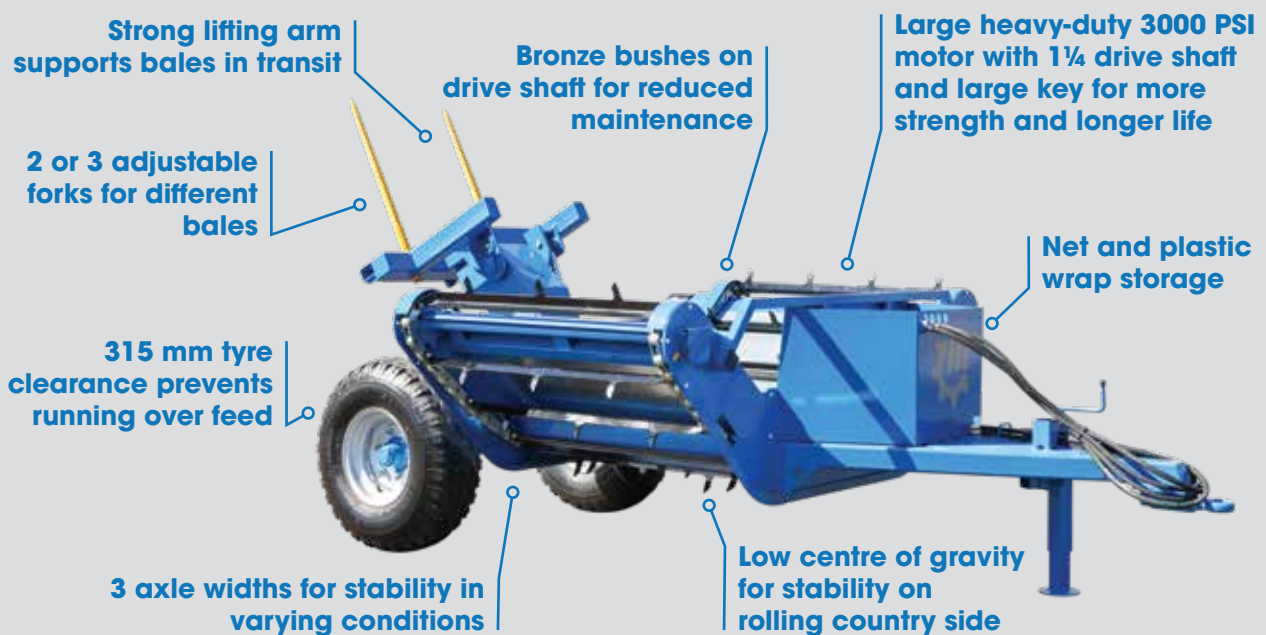 Strong lifting arm
supports bales in transit
Bronze bushes on
drive shaft for reduced
maintenance
Large heavy-duty 3000 PSI
motor with 1¼ drive shaft
and large key for more
strength and longer life
2 or 3 adjustable
forks for different
bales
Net and plastic
wrap storage
315 mm tyre
clearance prevents
running over feed
3 axle widths for stability in
varying conditions
Low centre of gravity
for stability on
rolling country side